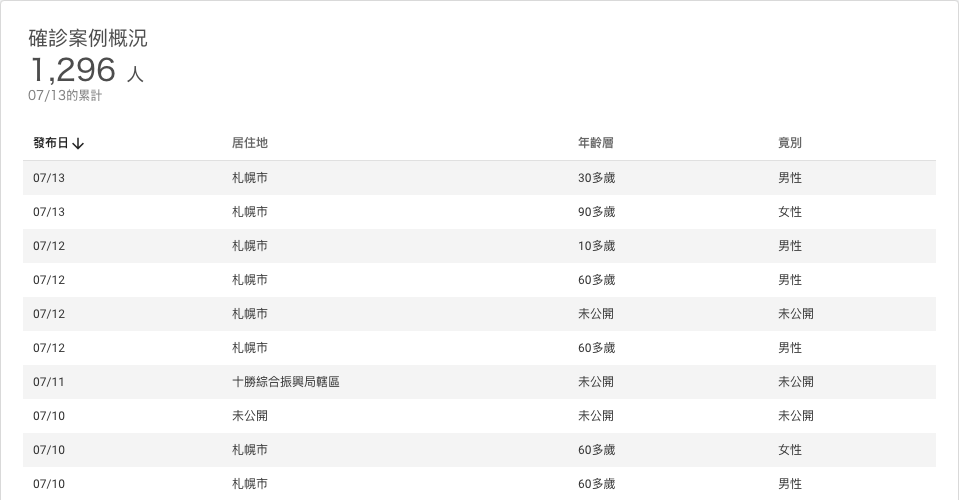 確診案例概況
1,296 人
07/13的累計
發布日↓ 居住地 年齡層 竟別
07/13 札幌市 30多歲 男性
07/13 札幌市 90多歲 女性
07/12 札幌市 10多歲 男性
07/12 札幌市 60多歲 男性
07/12 札幌市 未公開 未公開
07/12 札幌市 60多歲 男性
07/11 十勝綜合振興局轄區 未公開 未公開
07/10 未公開 未公開 未公開
07/10 札幌市 60多歲 女性
07/10 札幌市 60多歲 男性